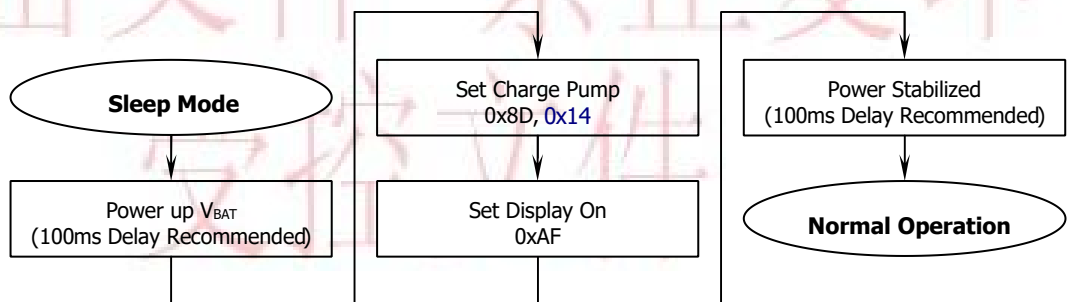 Sleep Mode
Power up VBAT
(100ms Delay Recommended)
Set Charge Pump
0x8D, 0x14
Set Display On
0xAF
Power Stabilized
(100ms Delay Recommended)
Normal Operation